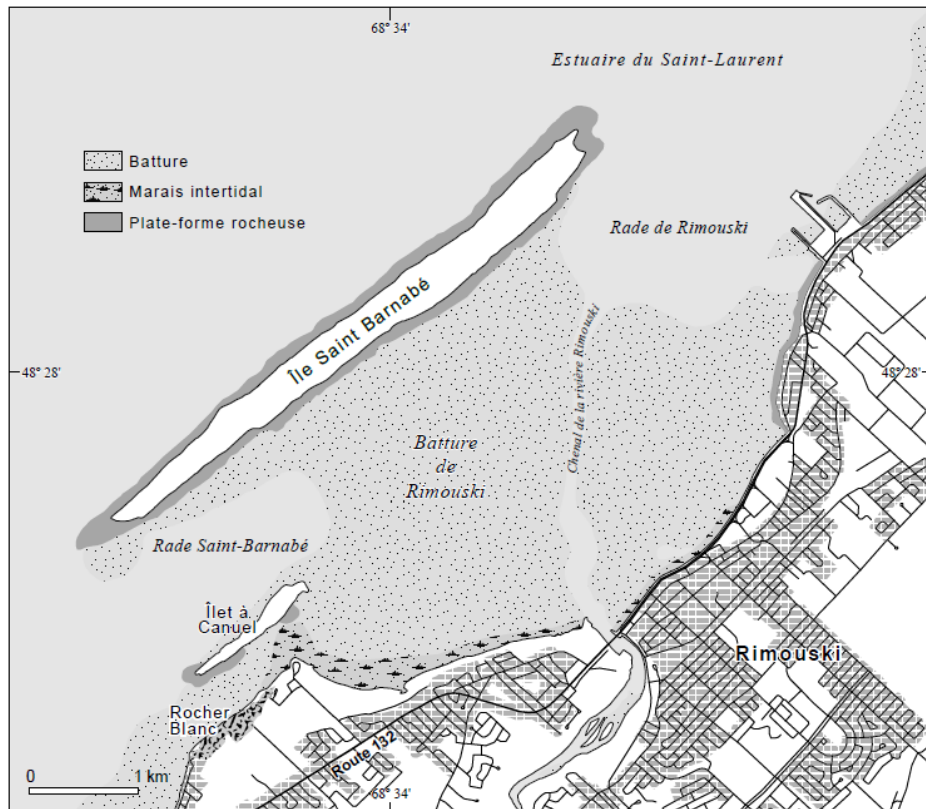 68° 34'
Estuaire du Saint-Laurent
Batture
Marais intertidal
Plate-forme rocheuse
Rade de Rimouski
Île Saint Barnabé
Chenal de la rivière Rimouski
48° 28'
48° 28'
Batture
de
Rimouski
Rade Saint-Barnabé
Îlet à
Canuel
Rimouski
Rocher
Blanc
Route 132
0 1 km
68° 34'